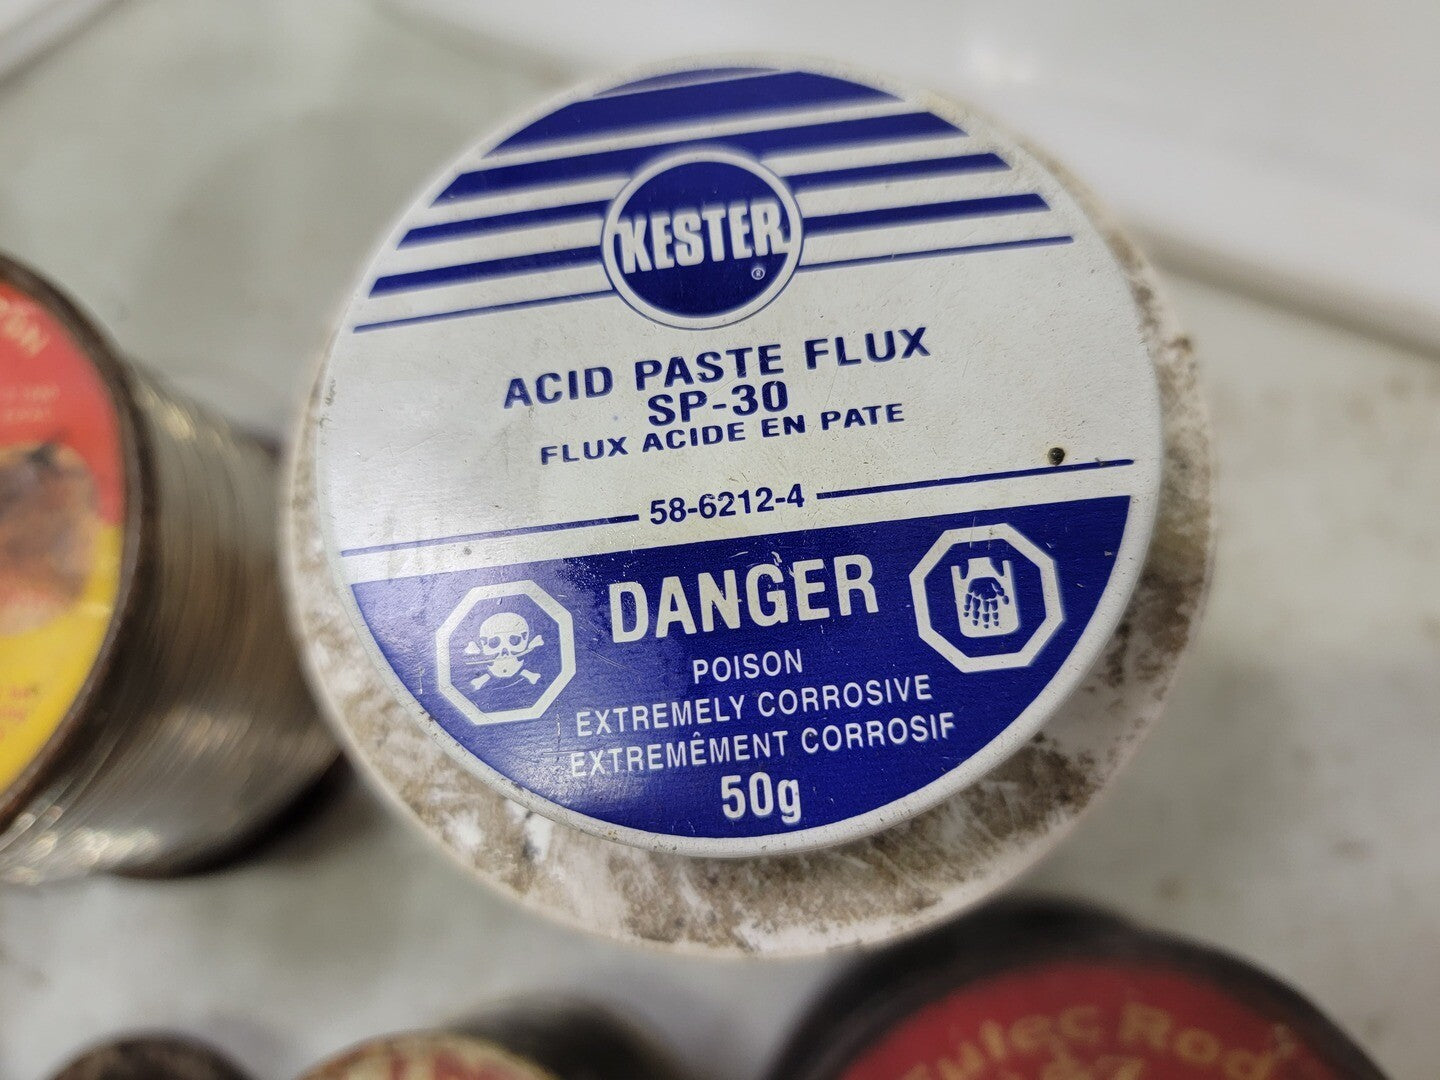 KESTER
®
ACID PASTE FLUX
SP-30
FLUX ACIDE EN PATE
58-6212-4
DANGER
POISON
EXTREMELY CORROSIVE
EXTREMÊMENT CORROSIF
50g
Rod